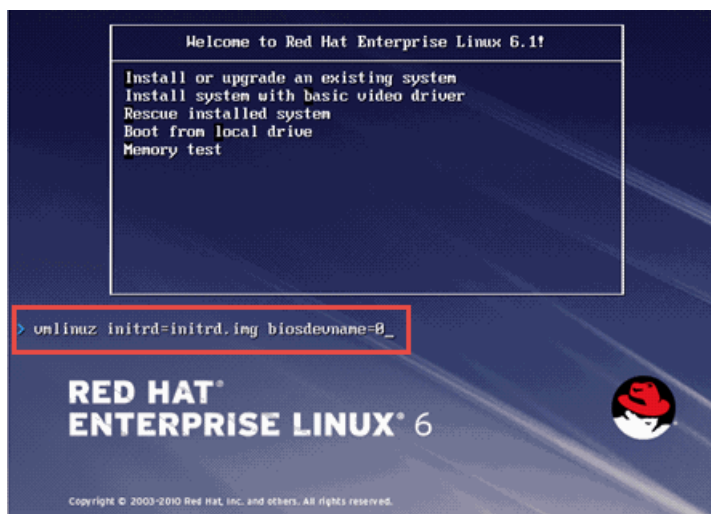 Welcome to Red Hat Enterprise Linux 6.1!
Install or upgrade an existing system
Install system with basic video driver
Rescue installed system
Boot from local drive
Memory test
> vmlinuz initrd=initrd.img biosdevname=0_
RED HAT®
ENTERPRISE LINUX® 6
Copyright © 2003-2010 Red Hat, Inc. and others. All rights reserved.